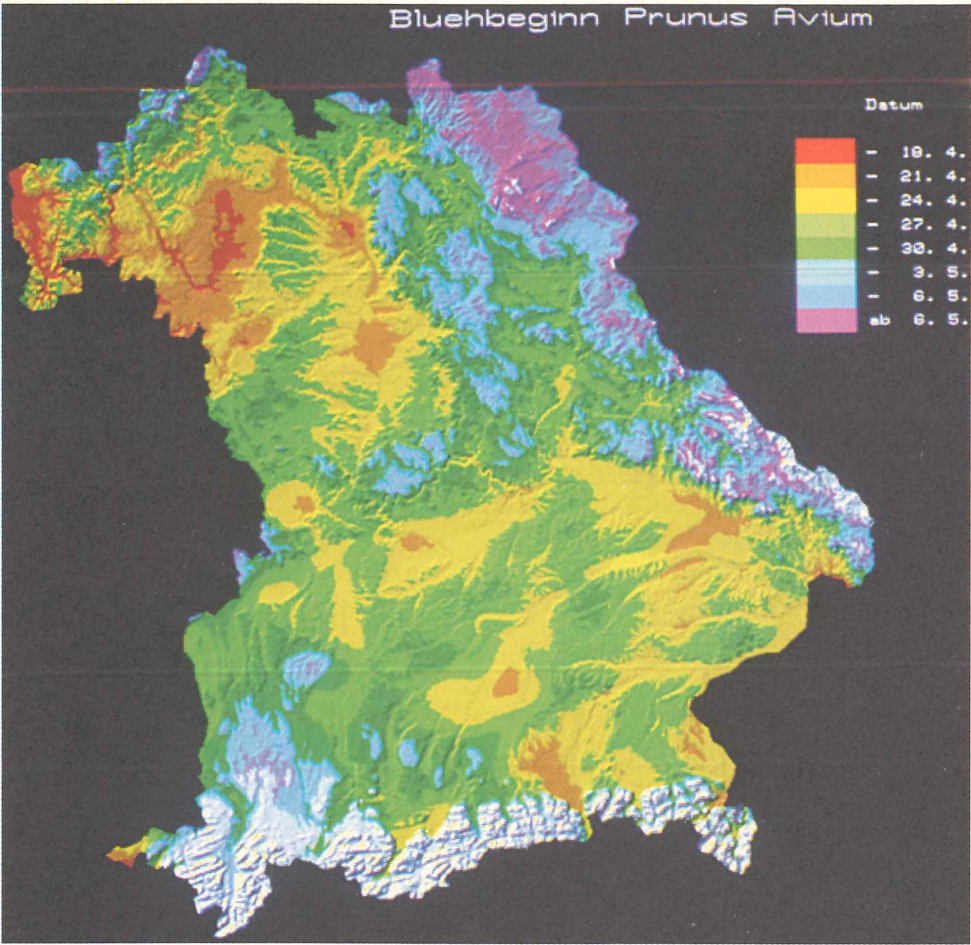 Bluehbeginn Prunus Avium
Datum
- 18. 4.
- 21. 4.
- 24. 4.
- 27. 4.
- 30. 4.
- 3. 5.
- 6. 5.
ab 6. 5.